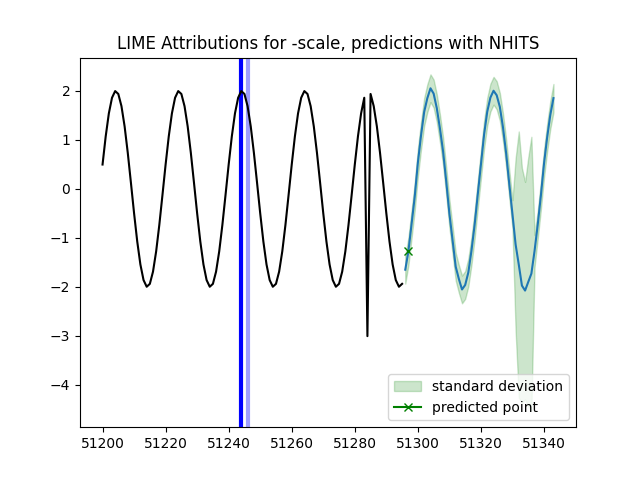 LIME Attributions for -scale, predictions with NHITS
2
1
0
−1
−2
−3
−4
standard deviation
predicted point
51200 51220 51240 51260 51280 51300 51320 51340